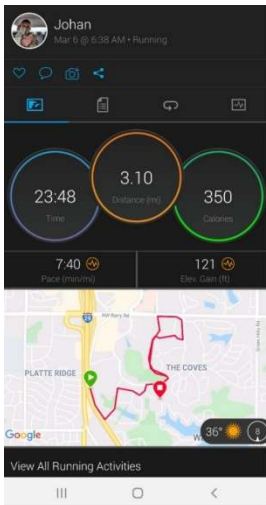 Johan
Mar 6 @ 6:38 AM • Running
23:48
Time
3.10
Distance (mi)
350
Calories
7:40
Pace (min/mi)
121
Elev. Gain (ft)
29
NW Barry Rd
PLATTE RIDGE
THE COVES
Google
36°
8
View All Running Activities